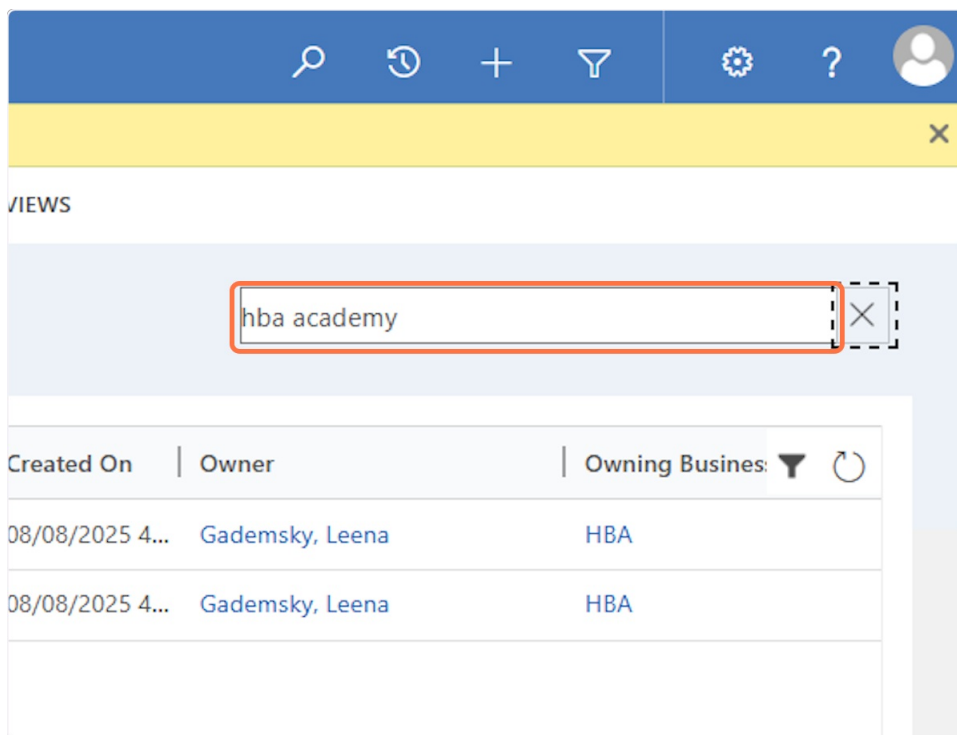 VIEWS
hba academy
Created On Owner Owning Busines
08/08/2025 4... Gademsky, Leena HBA
08/08/2025 4... Gademsky, Leena HBA